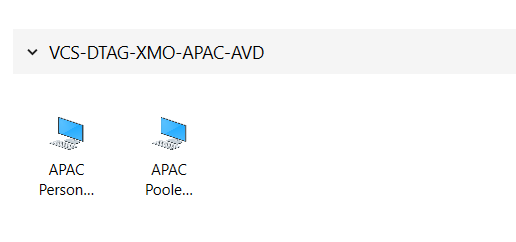 VCS-DTAG-XMO-APAC-AVD
APAC
Person...
APAC
Poole...